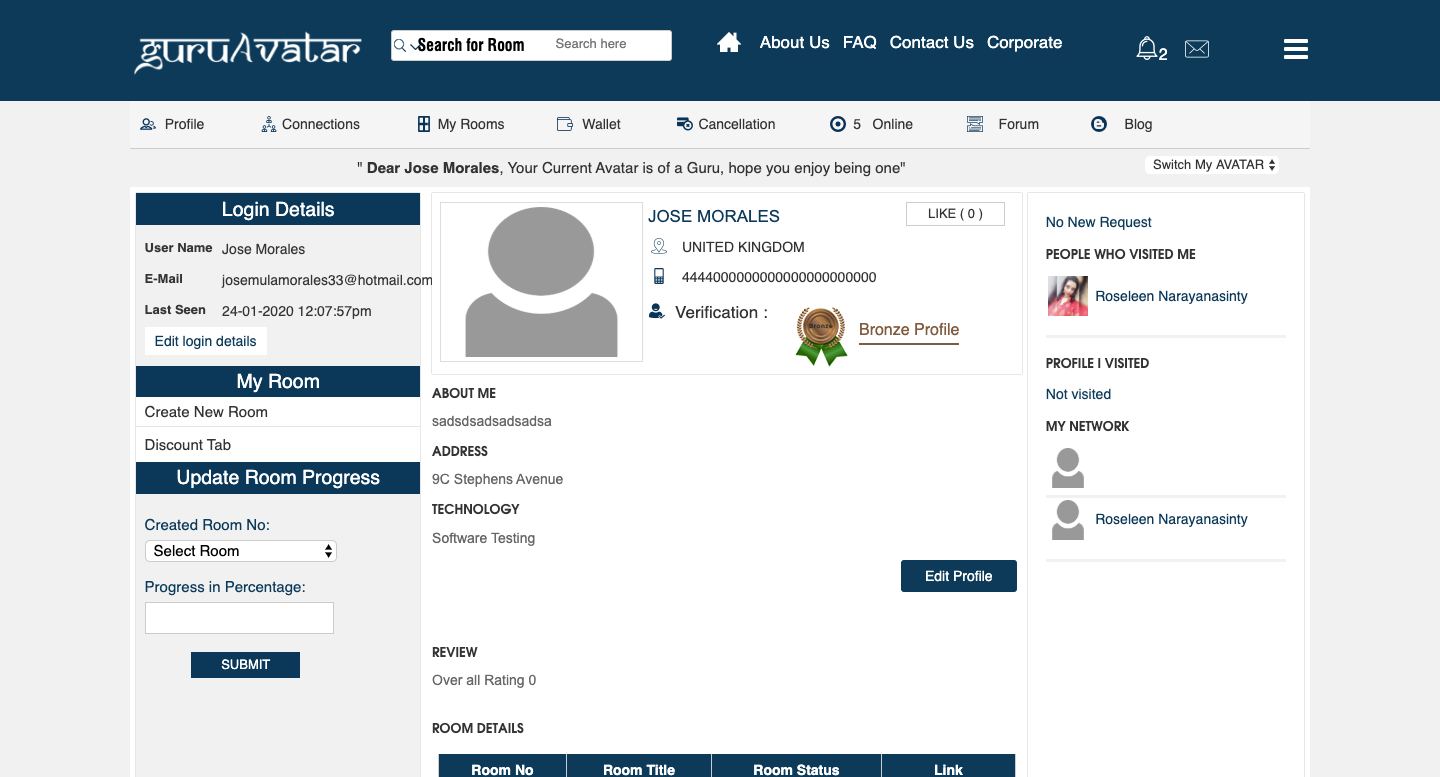 guruAvatar
Search for Room
Search here
About Us
FAQ
Contact Us
Corporate
2
Profile
Connections
My Rooms
Wallet
Cancellation
5 Online
Forum
Blog
" Dear Jose Morales, Your Current Avatar is of a Guru, hope you enjoy being one"
Switch My AVATAR
Login Details
User Name Jose Morales
E-Mail josemulamorales33@hotmail.com
Last Seen 24-01-2020 12:07:57pm
Edit login details
My Room
Create New Room
Discount Tab
Update Room Progress
Created Room No:
Select Room
Progress in Percentage:
SUBMIT
JOSE MORALES
LIKE ( 0 )
UNITED KINGDOM
4444000000000000000000000
Verification :
Bronze
Bronze Profile
ABOUT ME
sadsdsadsadsadsa
ADDRESS
9C Stephens Avenue
TECHNOLOGY
Software Testing
Edit Profile
REVIEW
Over all Rating 0
ROOM DETAILS
Room No Room Title Room Status Link
No New Request
PEOPLE WHO VISITED ME
Roseleen Narayanasinty
PROFILE I VISITED
Not visited
MY NETWORK
Roseleen Narayanasinty